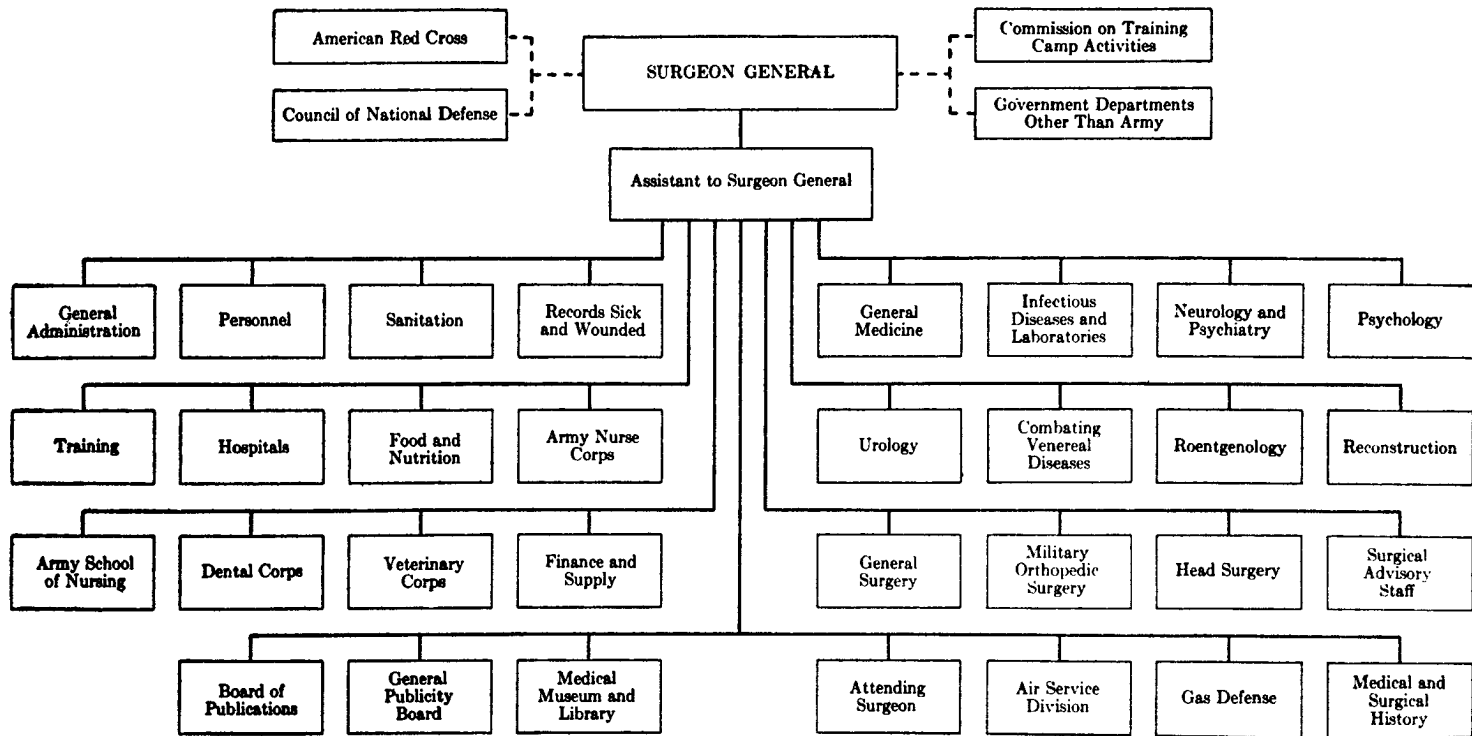 American Red Cross
Council of National Defense
SURGEON GENERAL
Commission on Training
Camp Activities
Government Departments
Other Than Army
Assistant to Surgeon General
General
Administration
Personnel
Sanitation
Records Sick
and Wounded
General
Medicine
Infectious
Diseases and
Laboratories
Neurology and
Psychiatry
Psychology
Training
Hospitals
Food and
Nutrition
Army Nurse
Corps
Urology
Combating
Venereal
Diseases
Roentgenology
Reconstruction
Army School
of Nursing
Dental Corps
Veterinary
Corps
Finance and
Supply
General
Surgery
Military
Orthopedic
Surgery
Head Surgery
Surgical
Advisory
Staff
Board of
Publications
General
Publicity
Board
Medical
Museum and
Library
Attending
Surgeon
Air Service
Division
Gas Defense
Medical and
Surgical
History